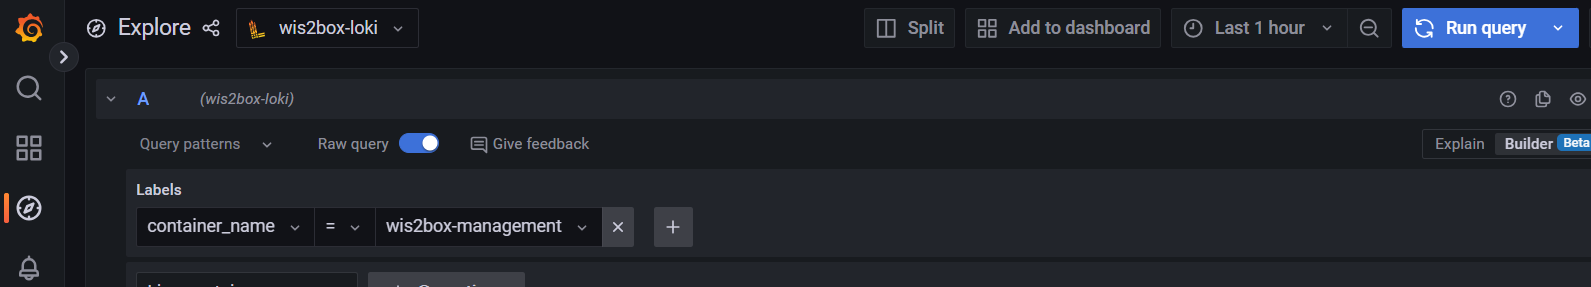 Explore wis2box-loki Split Add to dashboard Last 1 hour Run query
A (wis2box-loki)
Query patterns Raw query Give feedback Explain Builder Beta
Labels
container_name = wis2box-management